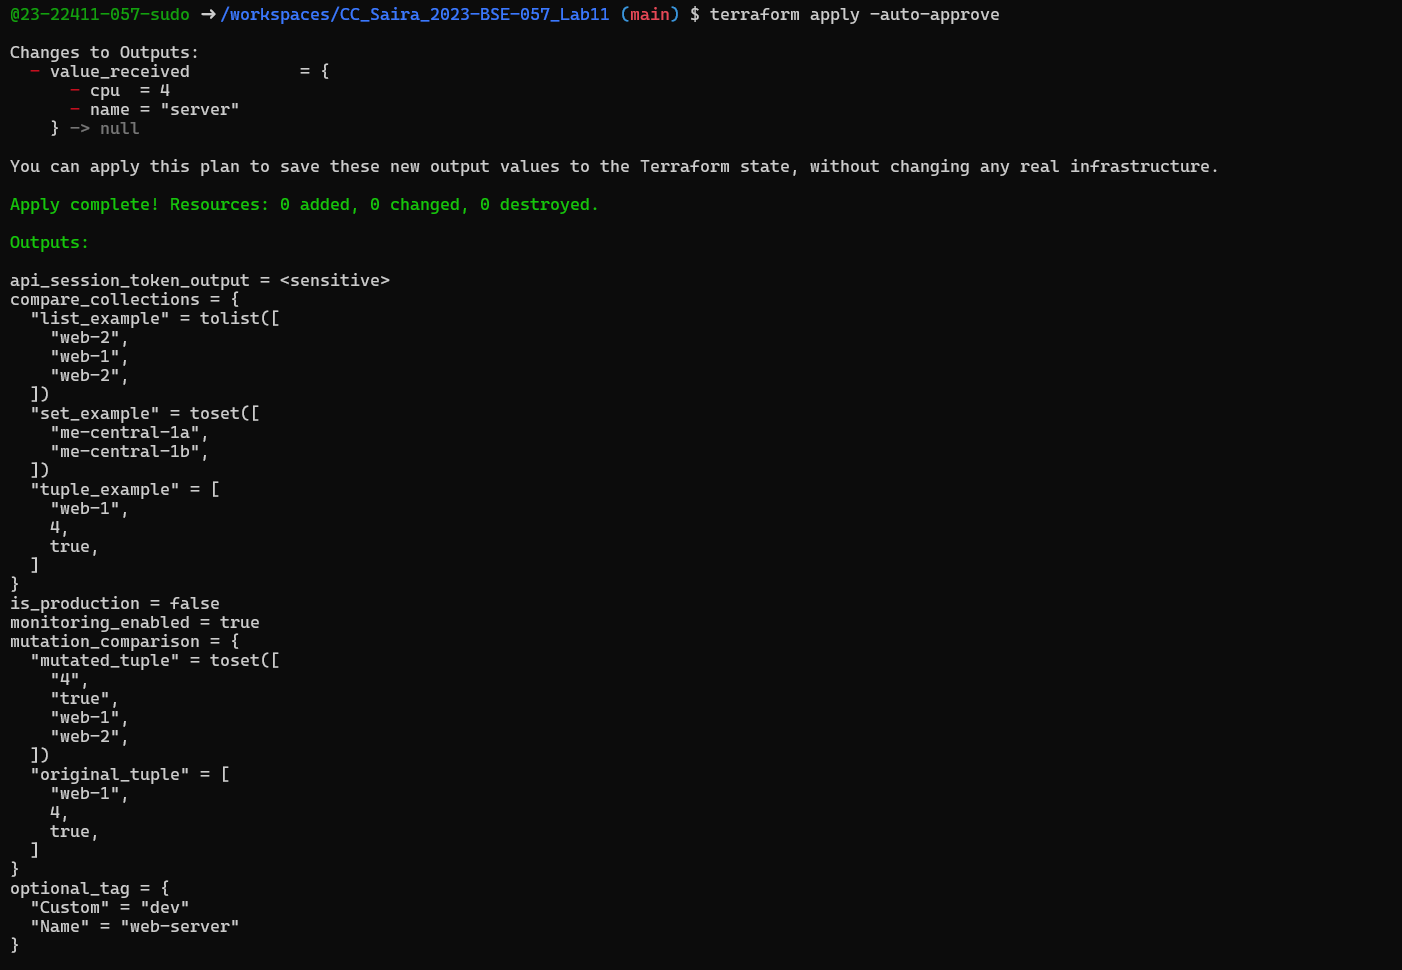 @23-22411-057-sudo → /workspaces/CC_Saira_2023-BSE-057_Lab11 (main) $ terraform apply -auto-approve

Changes to Outputs:
  - value_received           = {
      - cpu  = 4
      - name = "server"
    } -> null

You can apply this plan to save these new output values to the Terraform state, without changing any real infrastructure.

Apply complete! Resources: 0 added, 0 changed, 0 destroyed.

Outputs:

api_session_token_output = <sensitive>
compare_collections = {
  "list_example" = tolist([
    "web-2",
    "web-1",
    "web-2",
  ])
  "set_example" = toset([
    "me-central-1a",
    "me-central-1b",
  ])
  "tuple_example" = [
    "web-1",
    4,
    true,
  ]
}
is_production = false
monitoring_enabled = true
mutation_comparison = {
  "mutated_tuple" = toset([
    "4",
    "true",
    "web-1",
    "web-2",
  ])
  "original_tuple" = [
    "web-1",
    4,
    true,
  ]
}
optional_tag = {
  "Custom" = "dev"
  "Name" = "web-server"
}